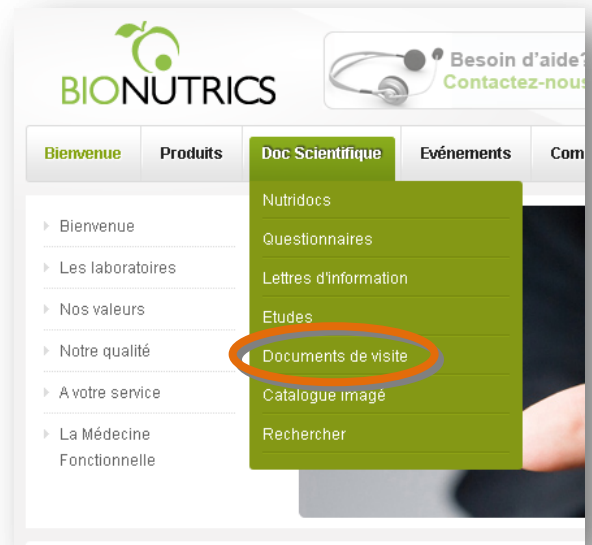 BIONUTRICS
Besoin d'aide?
Contactez-nous
Bienvenue
Produits
Doc Scientifique
Evénements
Com
Bienvenue
Les laboratoires
Nos valeurs
Notre qualité
A votre service
La Médecine
Fonctionnelle
Nutridocs
Questionnaires
Lettres d'information
Etudes
Documents de visite
Catalogue imagé
Rechercher